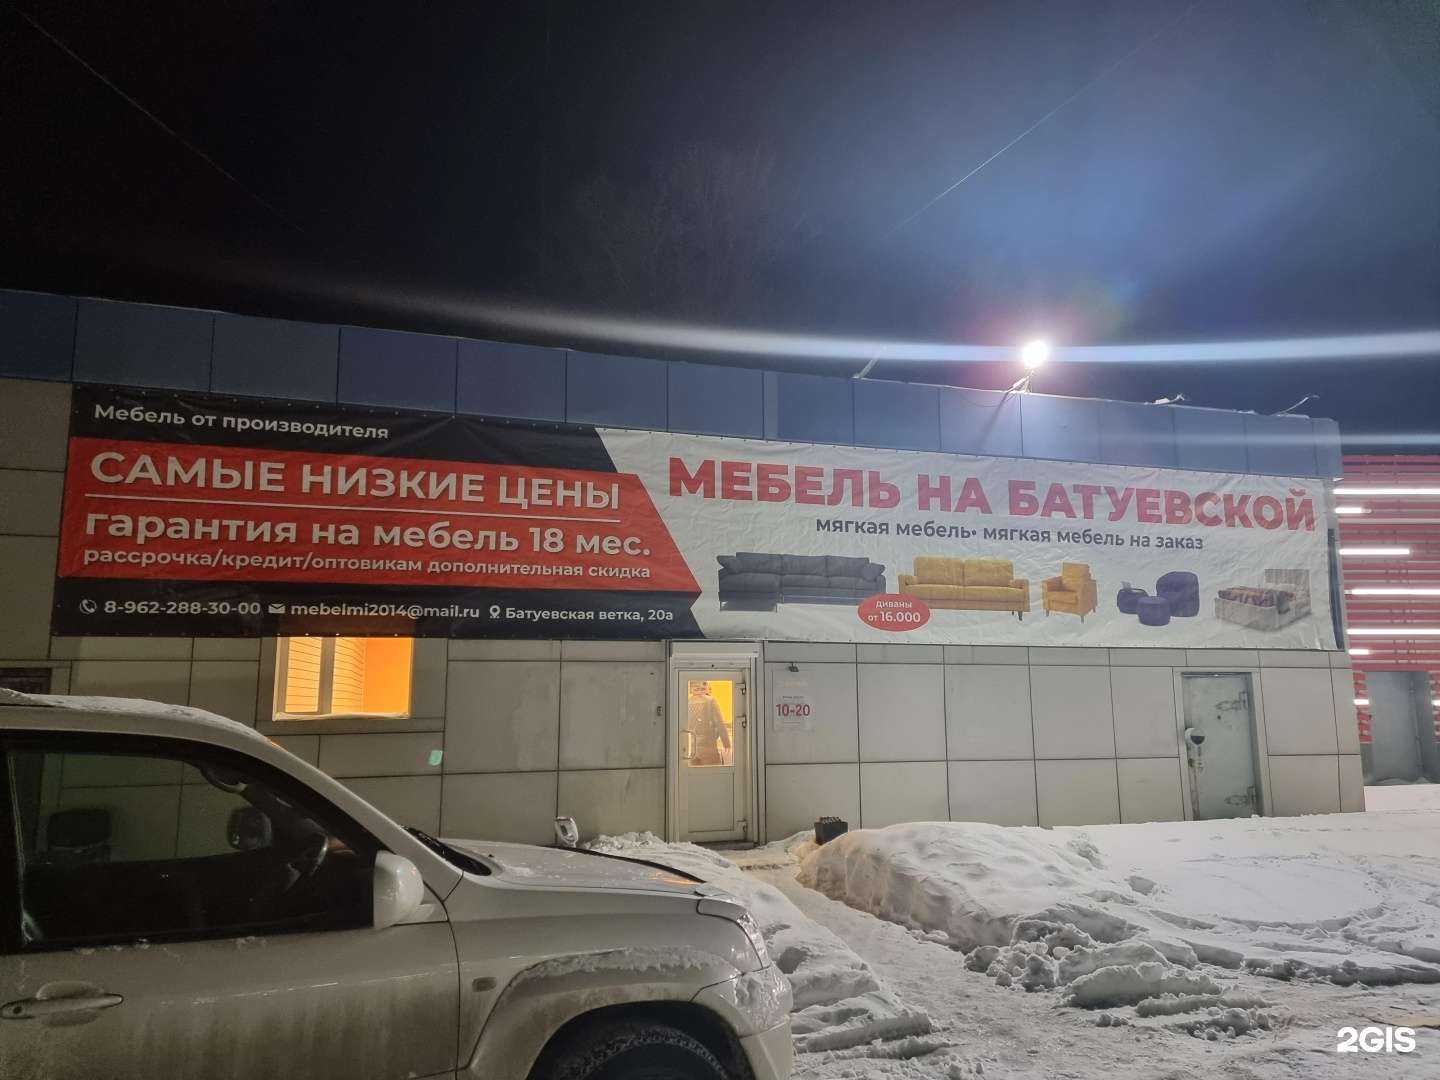 Мебель от производителя
САМЫЕ НИЗКИЕ ЦЕНЫ
гарантия на мебель 18 мес.
рассрочка/кредит/оптовикам дополнительная скидка
8-962-288-30-00 mebelmi2014@mail.ru Батуевская ветка, 20а
МЕБЕЛЬ НА БАТУЕВСКОЙ
мягкая мебель• мягкая мебель на заказ
диваны
от 16.000
10-20
2GIS